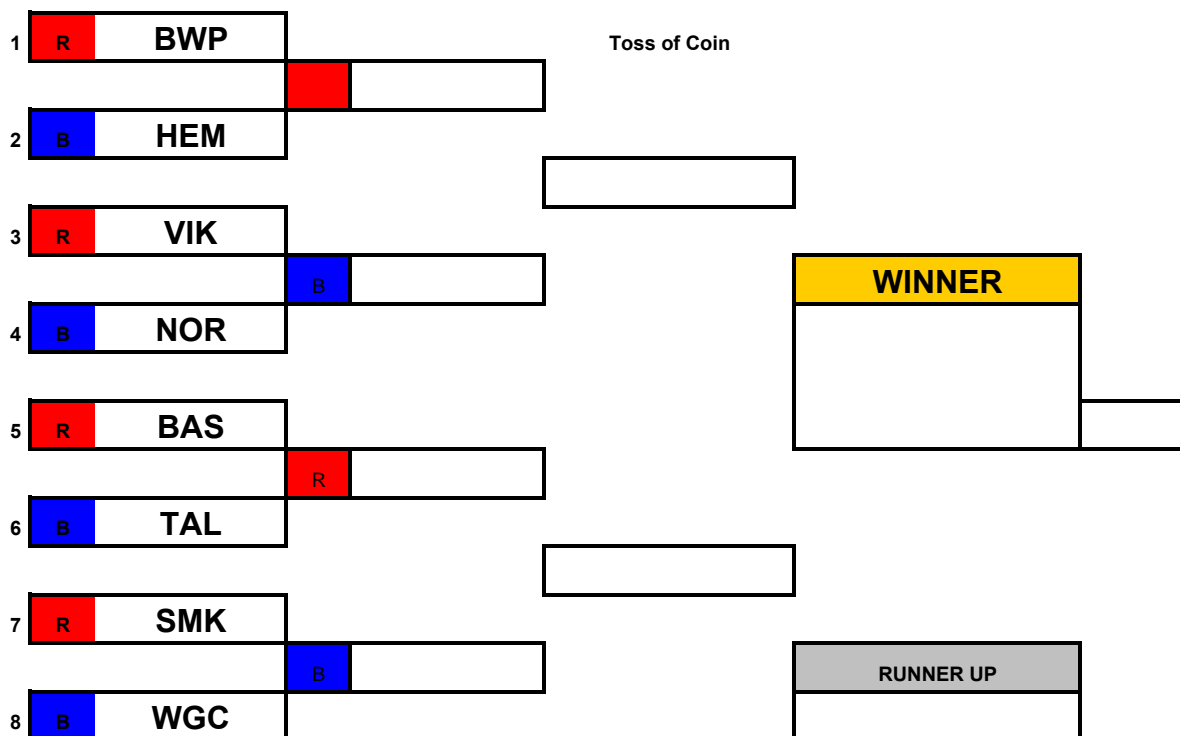 1 R BWP Toss of Coin
2 B HEM
3 R VIK
B WINNER
4 B NOR
5 R BAS
R
6 B TAL
7 R SMK
B RUNNER UP
8 B WGC